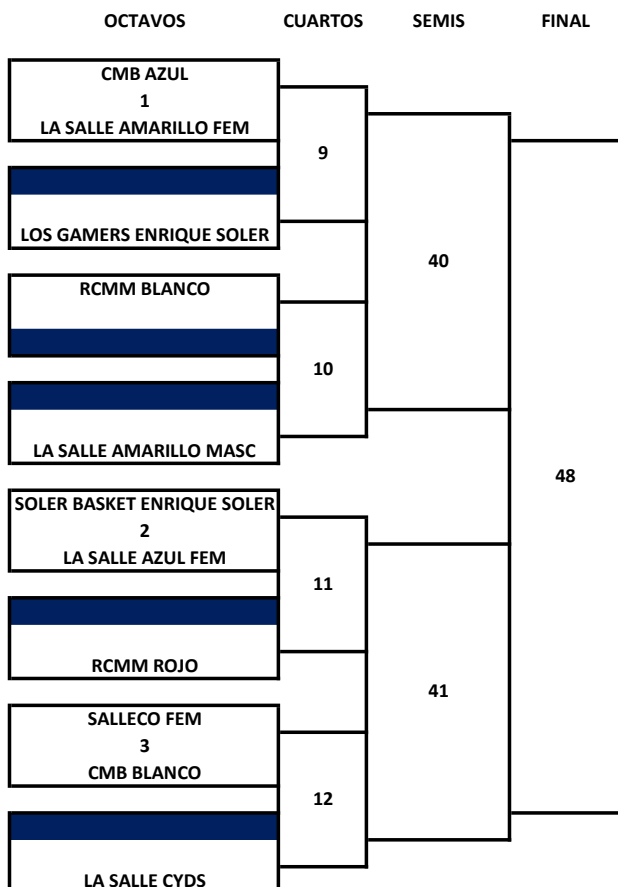 OCTAVOS CUARTOS SEMIS FINAL
CMB AZUL
1
LA SALLE AMARILLO FEM
9
LOS GAMERS ENRIQUE SOLER
40
RCMM BLANCO
10
LA SALLE AMARILLO MASC
48
SOLER BASKET ENRIQUE SOLER
2
LA SALLE AZUL FEM
11
RCMM ROJO
41
SALLECO FEM
3
CMB BLANCO
12
LA SALLE CYDS